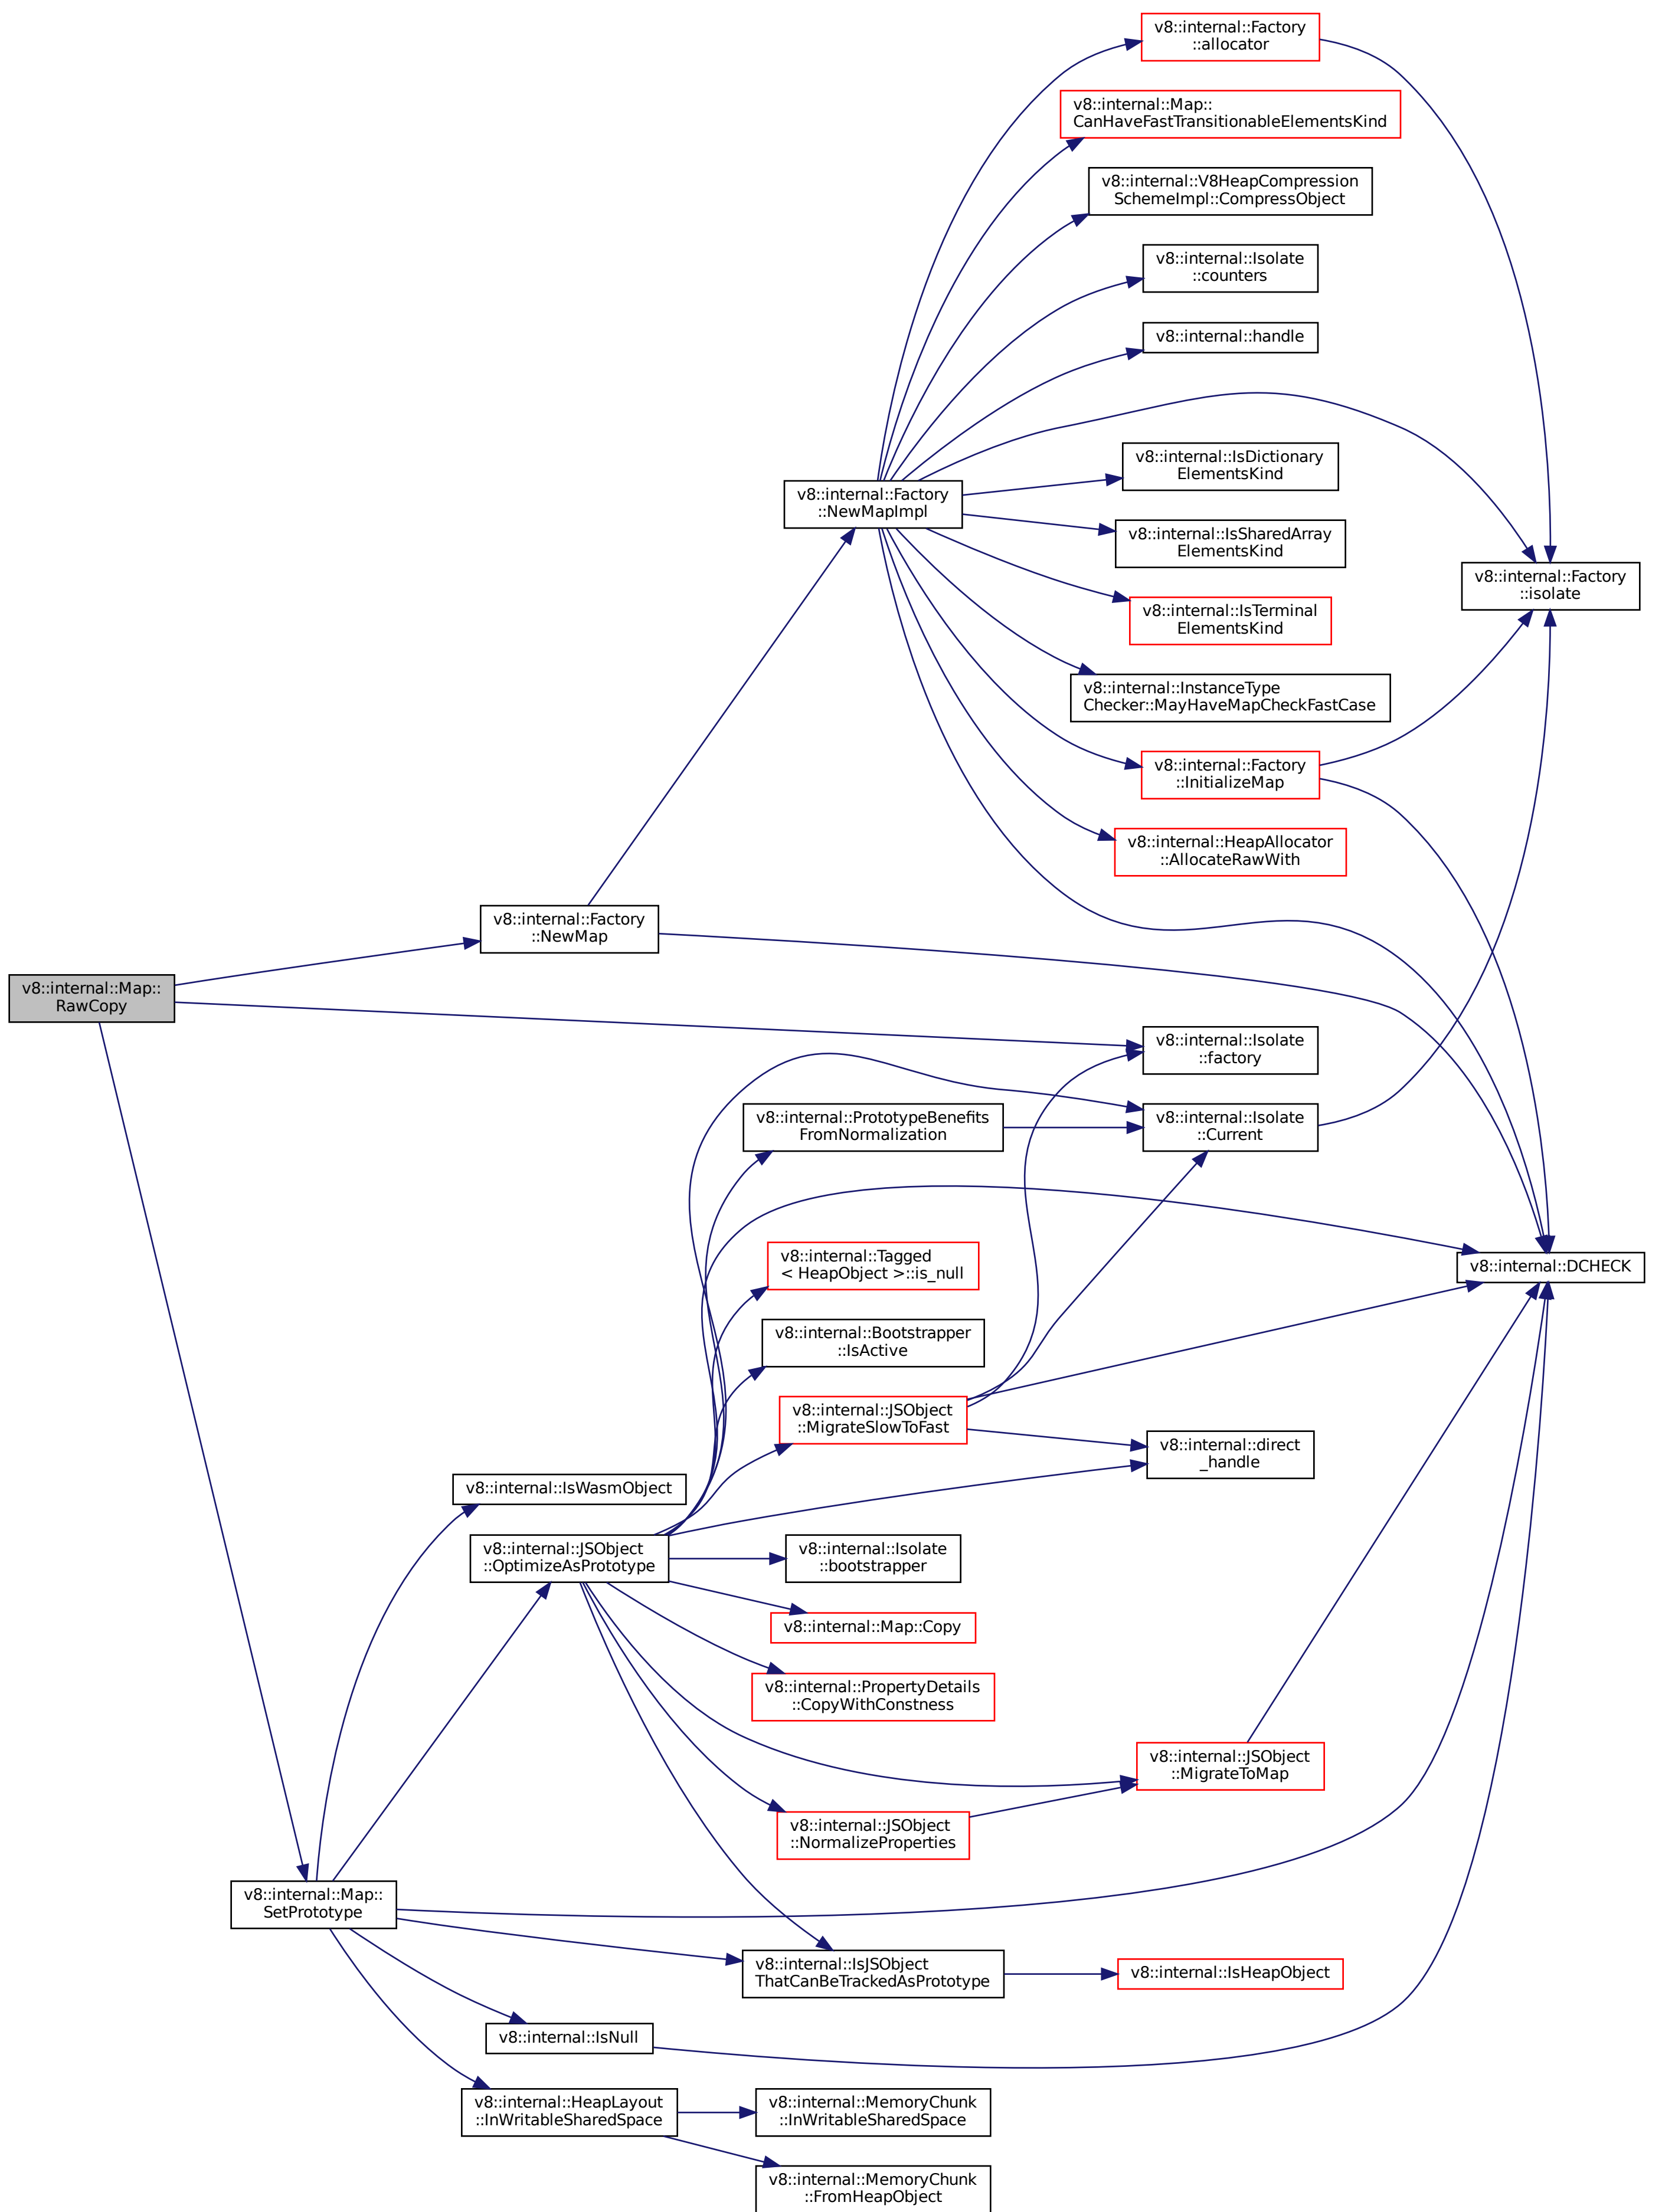 v8::internal::Factory
::allocator
v8::internal::Map::
CanHaveFastTransitionableElementsKind
v8::internal::V8HeapCompression
SchemeImpl::CompressObject
v8::internal::Isolate
::counters
v8::internal::handle
v8::internal::IsDictionary
ElementsKind
v8::internal::Factory
::NewMapImpl
v8::internal::IsSharedArray
ElementsKind
v8::internal::Factory
::isolate
v8::internal::IsTerminal
ElementsKind
v8::internal::InstanceType
Checker::MayHaveMapCheckFastCase
v8::internal::Factory
::InitializeMap
v8::internal::HeapAllocator
::AllocateRawWith
v8::internal::Factory
::NewMap
v8::internal::Map::
RawCopy
v8::internal::Isolate
::factory
v8::internal::PrototypeBenefits
FromNormalization
v8::internal::Isolate
::Current
v8::internal::Tagged
< HeapObject >::is_null
v8::internal::DCHECK
v8::internal::Bootstrapper
::IsActive
v8::internal::JSObject
::MigrateSlowToFast
v8::internal::direct
_handle
v8::internal::IsWasmObject
v8::internal::JSObject
::OptimizeAsPrototype
v8::internal::Isolate
::bootstrapper
v8::internal::Map::Copy
v8::internal::PropertyDetails
::CopyWithConstness
v8::internal::JSObject
::MigrateToMap
v8::internal::JSObject
::NormalizeProperties
v8::internal::Map::
SetPrototype
v8::internal::IsJSObject
ThatCanBeTrackedAsPrototype
v8::internal::IsHeapObject
v8::internal::IsNull
v8::internal::HeapLayout
::InWritableSharedSpace
v8::internal::MemoryChunk
::InWritableSharedSpace
v8::internal::MemoryChunk
::FromHeapObject